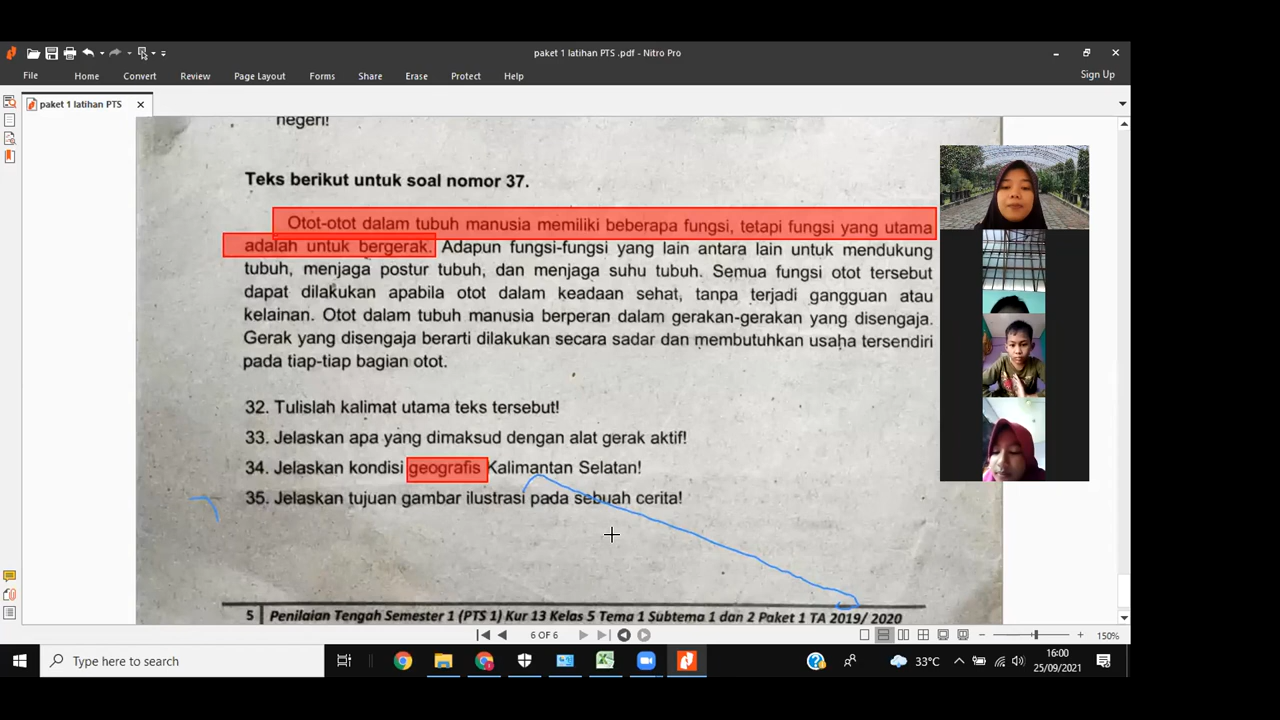 paket 1 latihan PTS .pdf - Nitro Pro
File Home Convert Review Page Layout Forms Share Erase Protect Help Sign Up
paket 1 latihan PTS
negeri!
Teks berikut untuk soal nomor 37.
Otot-otot dalam tubuh manusia memiliki beberapa fungsi, tetapi fungsi yang utama
adalah untuk bergerak. Adapun fungsi-fungsi yang lain antara lain untuk mendukung
tubuh, menjaga postur tubuh, dan menjaga suhu tubuh. Semua fungsi otot tersebut
dapat dilakukan apabila otot dalam keadaan sehat, tanpa terjadi gangguan atau
kelainan. Otot dalam tubuh manusia berperan dalam gerakan-gerakan yang disengaja.
Gerak yang disengaja berarti dilakukan secara sadar dan membutuhkan usaha tersendiri
pada tiap-tiap bagian otot.
32. Tulislah kalimat utama teks tersebut!
33. Jelaskan apa yang dimaksud dengan alat gerak aktif!
34. Jelaskan kondisi geografis Kalimantan Selatan!
35. Jelaskan tujuan gambar ilustrasi pada sebuah cerita!
5 Penilaian Tengah Semester 1 (PTS 1) Kur 13 Kelas 5 Tema 1 Subtema 1 dan 2 Paket 1 TA 2019/ 2020
6 OF 6
150%
Type here to search
33°C
16:00
25/09/2021